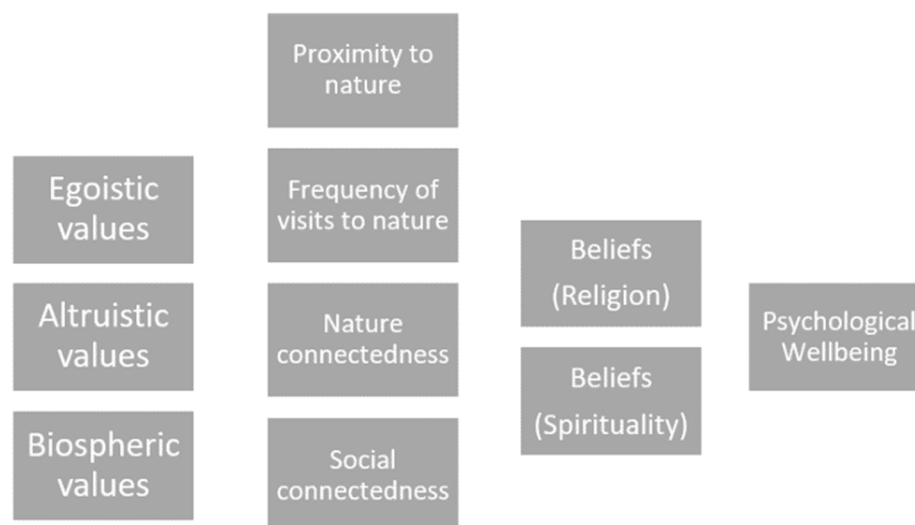 Proximity to
nature
Egoistic
values
Frequency of
visits to nature
Beliefs
(Religion)
Altruistic
values
Nature
connectedness
Psychological
Wellbeing
Beliefs
(Spirituality)
Biospheric
values
Social
connectedness